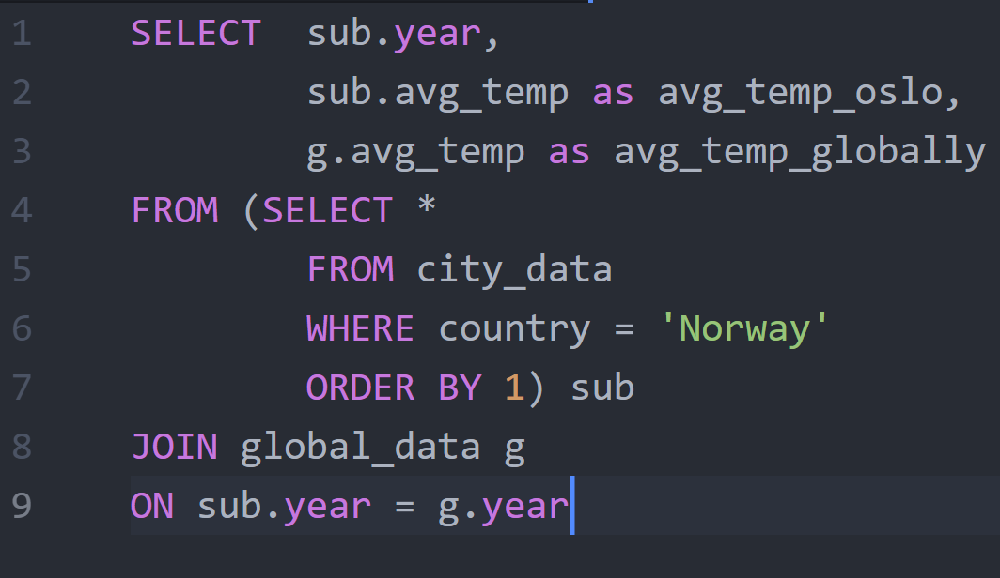 1 SELECT sub.year,
2 sub.avg_temp as avg_temp_oslo,
3 g.avg_temp as avg_temp_globally
4 FROM (SELECT *
5 FROM city_data
6 WHERE country = 'Norway'
7 ORDER BY 1) sub
8 JOIN global_data g
9 ON sub.year = g.year